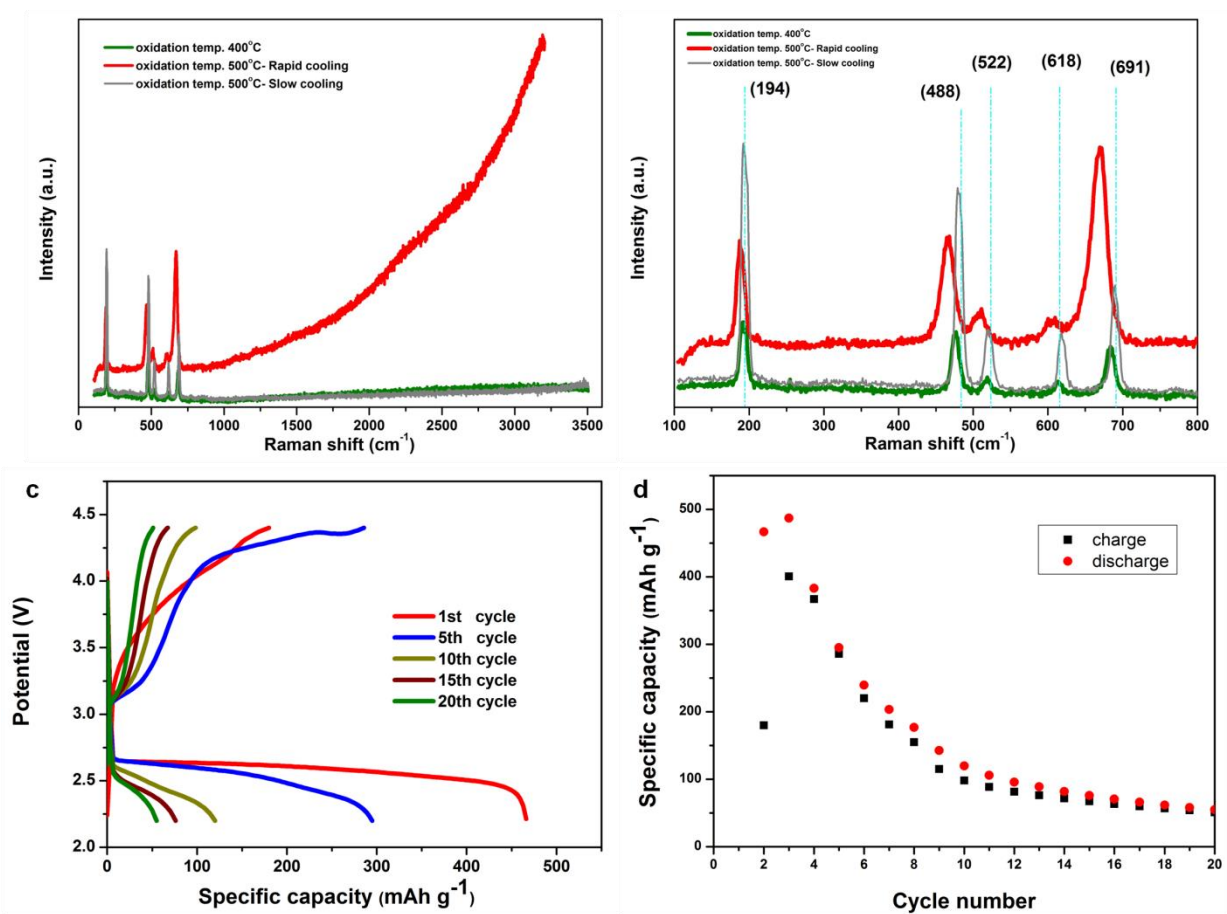 oxidation temp. 400°C
oxidation temp. 500°C- Rapid cooling
oxidation temp. 500°C- Slow cooling
Intensity (a.u.)
0 500 1000 1500 2000 2500 3000 3500
Raman shift (cm-1)
oxidation temp. 400°C
oxidation temp. 500°C- Rapid cooling
oxidation temp. 500°C- Slow cooling
(194)
(488)
(522)
(618)
(691)
Intensity (a.u.)
100 200 300 400 500 600 700 800
Raman shift (cm-1)
c
4.5
4.0
3.5
3.0
2.5
2.0
Potential (V)
1st cycle
5th cycle
10th cycle
15th cycle
20th cycle
0 100 200 300 400 500
Specific capacity (mAh g-1)
d
500
400
300
200
100
0
Specific capacity (mAh g-1)
charge
discharge
0 2 4 6 8 10 12 14 16 18 20
Cycle number